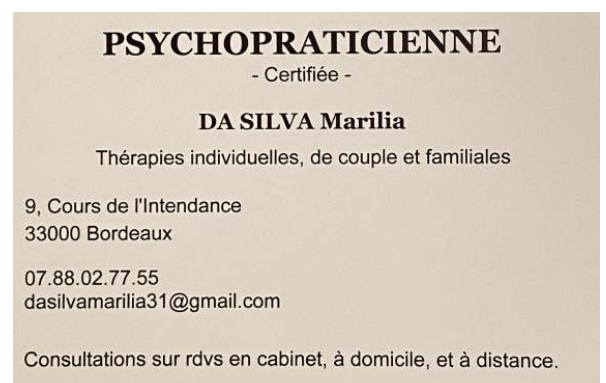 PSYCHOPRATICIENNE
- Certifiée -
DA SILVA Marilia
Thérapies individuelles, de couple et familiales
9, Cours de l'Intendance
33000 Bordeaux
07.88.02.77.55
dasilvamarilia31@gmail.com
Consultations sur rdvs en cabinet, à domicile, et à distance.